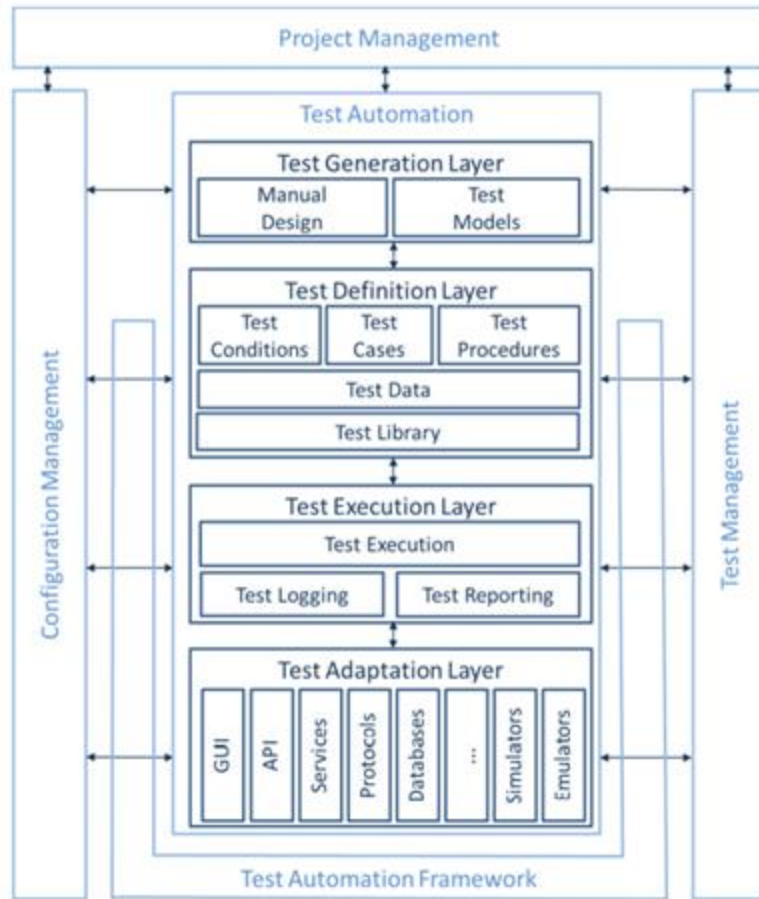 Project Management
Configuration Management
Test Automation
Test Generation Layer
Manual
Design
Test
Models
Test Definition Layer
Test
Conditions
Test
Cases
Test
Procedures
Test Data
Test Library
Test Execution Layer
Test Execution
Test Logging
Test Reporting
Test Adaptation Layer
GUI
API
Services
Protocols
Databases
...
Simulators
Emulators
Test Management
Test Automation Framework